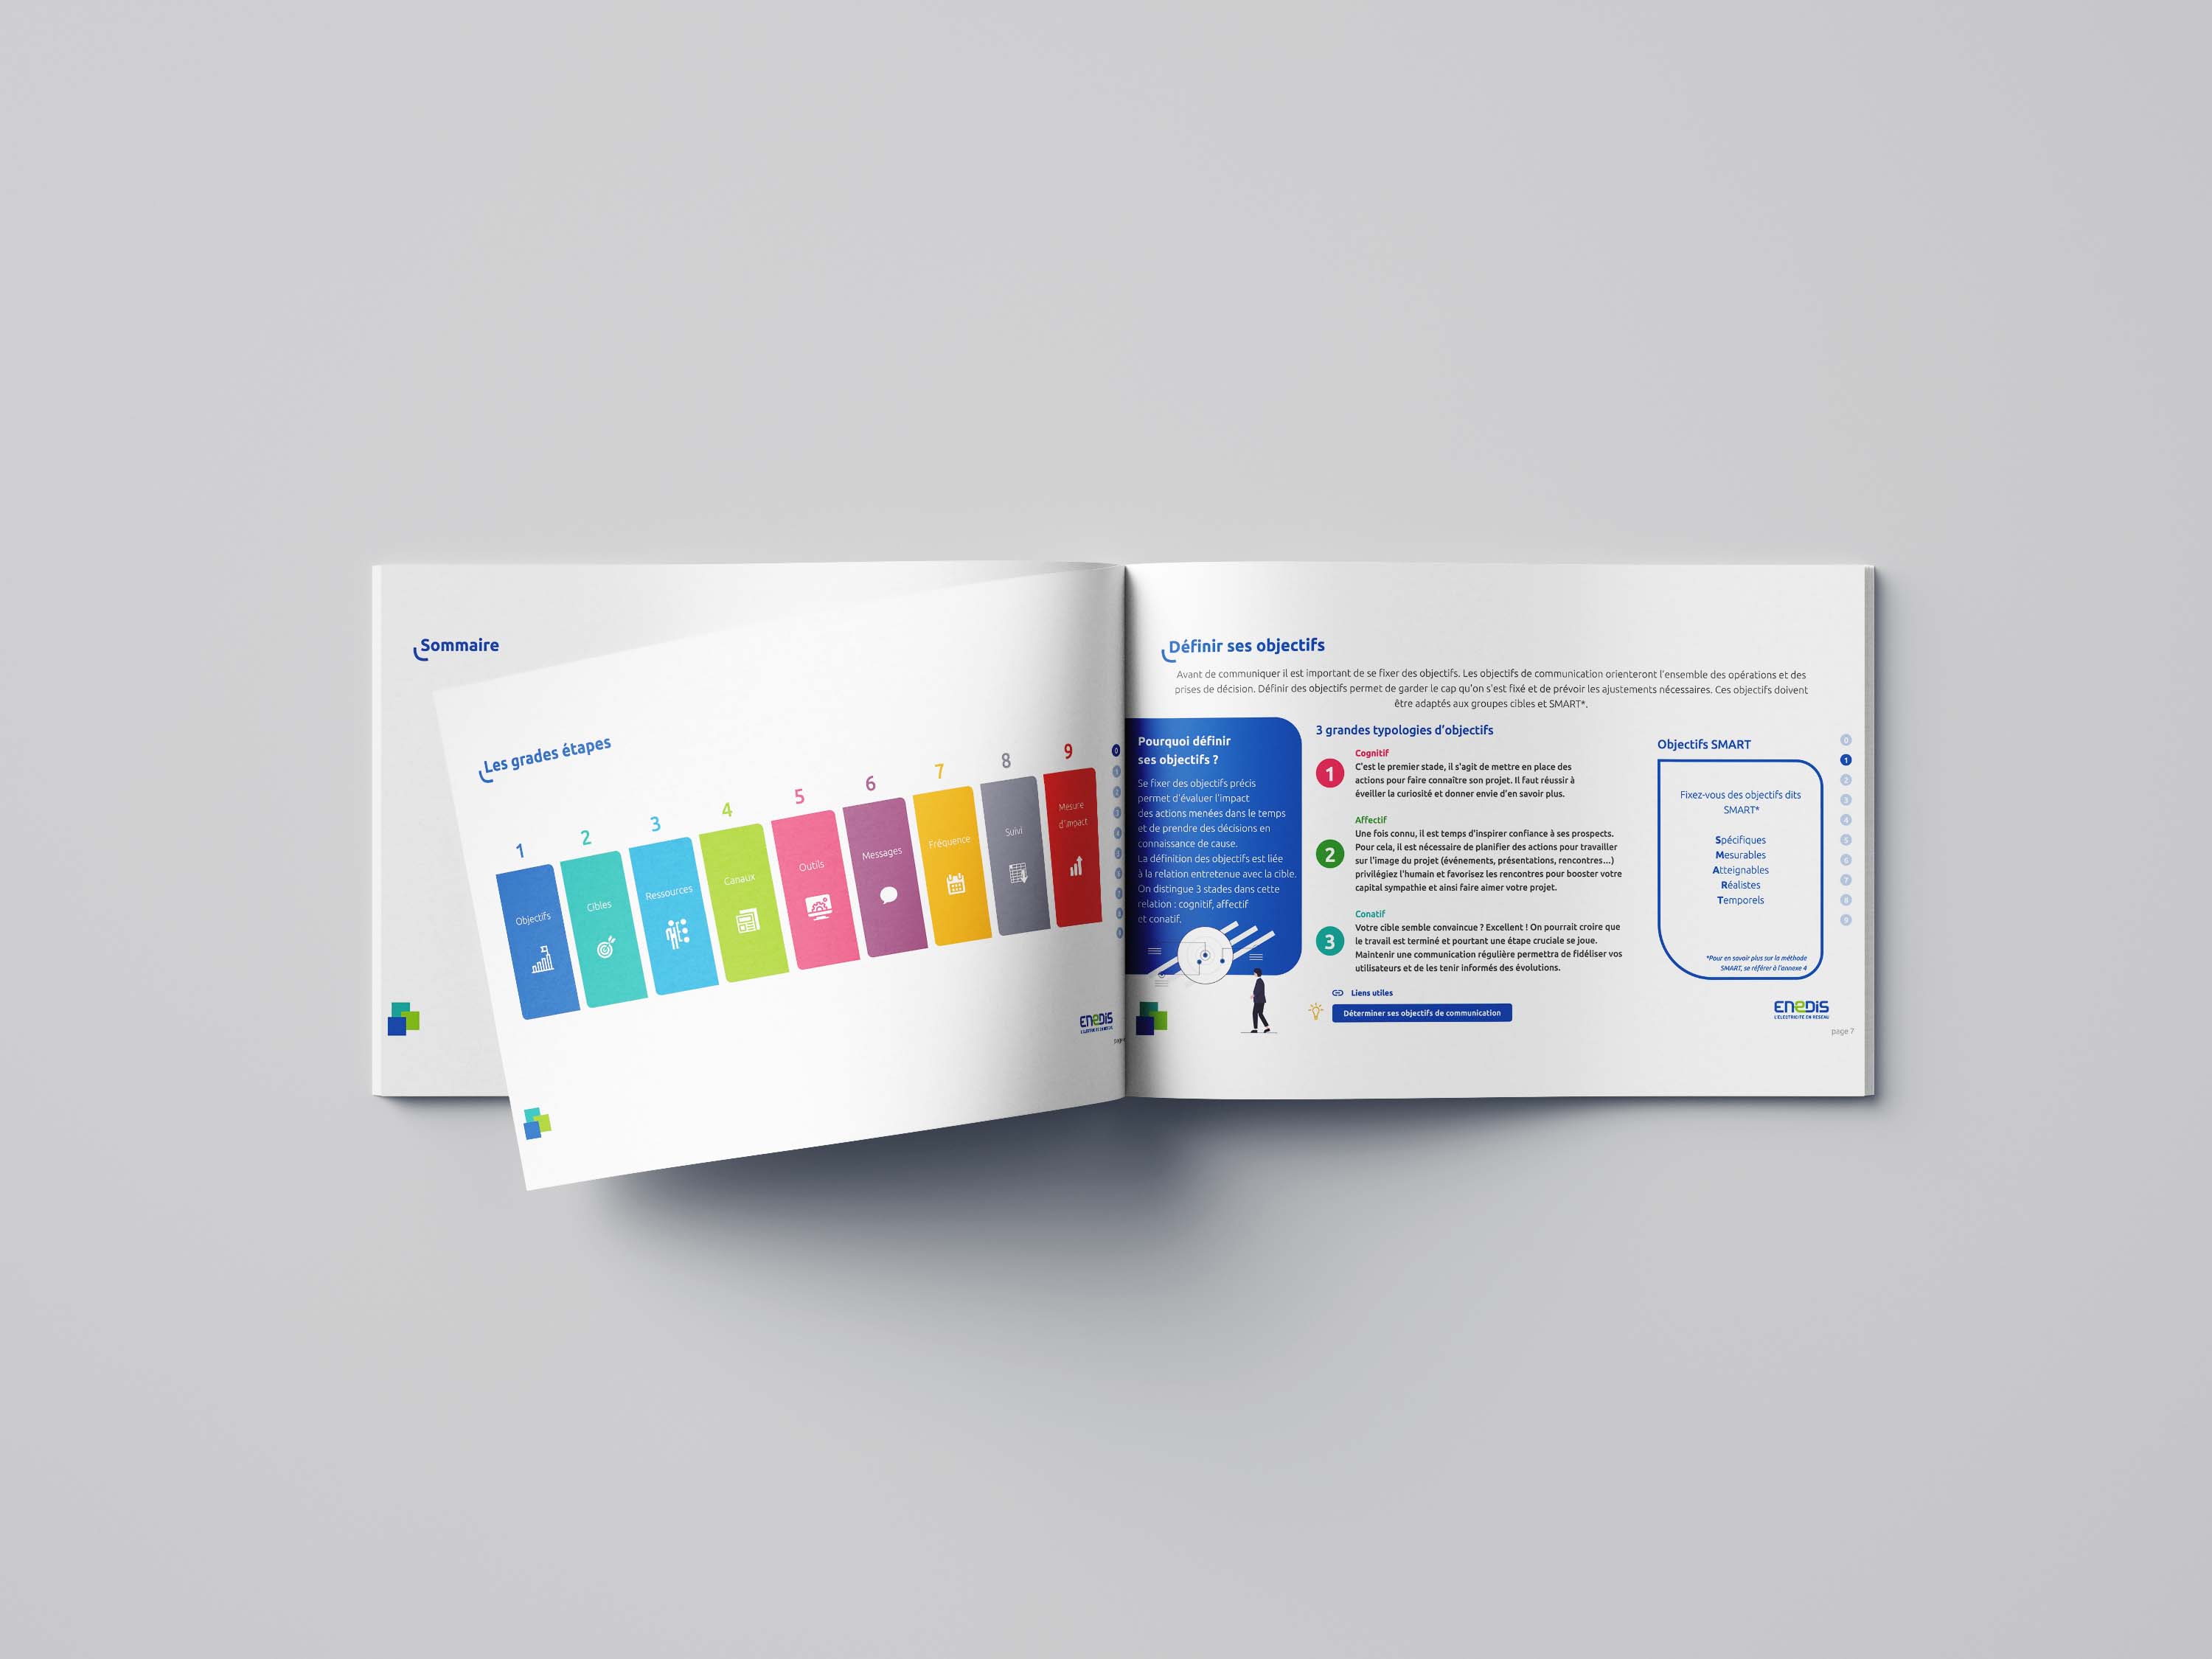 Sommaire
Les grades étapes
1
Objectifs
2
Cibles
3
Ressources
4
Canaux
5
Outils
6
Messages
7
Fréquence
8
Suivi
9
Mesure
d'impact
0
ENEDIS
Définir ses objectifs
Avant de communiquer il est important de se fixer des objectifs. Les objectifs de communication orienteront l'ensemble des opérations et des
prises de décision. Définir des objectifs permet de garder le cap qu'on s'est fixé et de prévoir les ajustements nécessaires. Ces objectifs doivent
être adaptés aux groupes cibles et SMART*.
Pourquoi définir
ses objectifs ?
Se fixer des objectifs précis
permet d'évaluer l'impact
des actions menées dans le temps
et de prendre des décisions en
connaissance de cause.
La définition des objectifs est liée
à la relation entretenue avec la cible.
On distingue 3 stades dans cette
relation : cognitif, affectif
et conatif.
3 grandes typologies d'objectifs
1
Cognitif
C'est le premier stade, il s'agit de mettre en place des
actions pour faire connaître son projet. Il faut réussir à
éveiller la curiosité et donner envie d'en savoir plus.
2
Affectif
Une fois connu, il est temps d'inspirer confiance à ses prospects.
Pour cela, il est nécessaire de planifier des actions pour travailler
sur l'image du projet (événements, présentations, rencontres...)
privilégiez l'humain et favorisez les rencontres pour booster votre
capital sympathie et ainsi faire aimer votre projet.
3
Conatif
Votre cible semble convaincue ? Excellent ! On pourrait croire que
le travail est terminé et pourtant une étape cruciale se joue.
Maintenir une communication régulière permettra de fidéliser vos
utilisateurs et de les tenir informés des évolutions.
Liens utiles
Déterminer ses objectifs de communication
Objectifs SMART
Fixez-vous des objectifs dits
SMART*
Spécifiques
Mesurables
Atteignables
Réalistes
Temporels
*Pour en savoir plus sur la méthode
SMART, se référer à l'annexe 4
0
1
2
3
4
5
6
7
8
9
ENEDIS
L'ELECTRICITE EN RESEAU
page 7